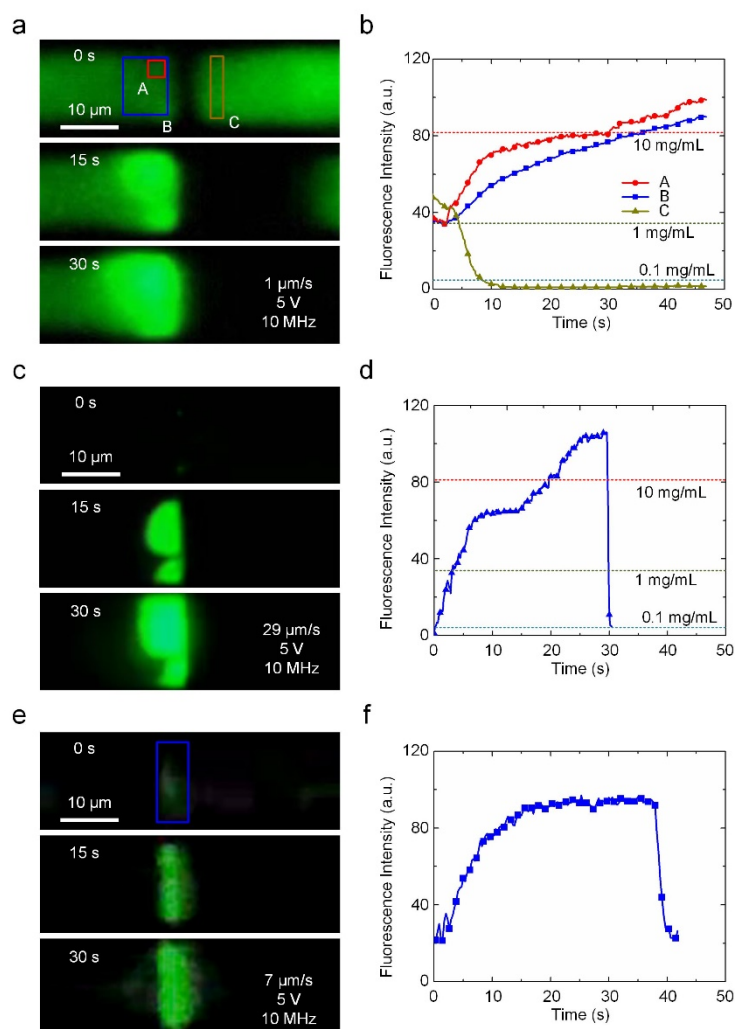 a
0 s
A
B
C
10 µm
15 s
30 s
1 µm/s
5 V
10 MHz
b
Fluorescence Intensity (a.u.)
120
80
40
0
10 mg/mL
A
B
C
1 mg/mL
0.1 mg/mL
0 10 20 30 40 50
Time (s)
c
0 s
10 µm
15 s
30 s
29 µm/s
5 V
10 MHz
d
Fluorescence Intensity (a.u.)
120
80
40
0
10 mg/mL
1 mg/mL
0.1 mg/mL
0 10 20 30 40 50
Time (s)
e
0 s
10 µm
15 s
30 s
7 µm/s
5 V
10 MHz
f
Fluorescence Intensity (a.u.)
120
80
40
0
0 10 20 30 40 50
Time (s)